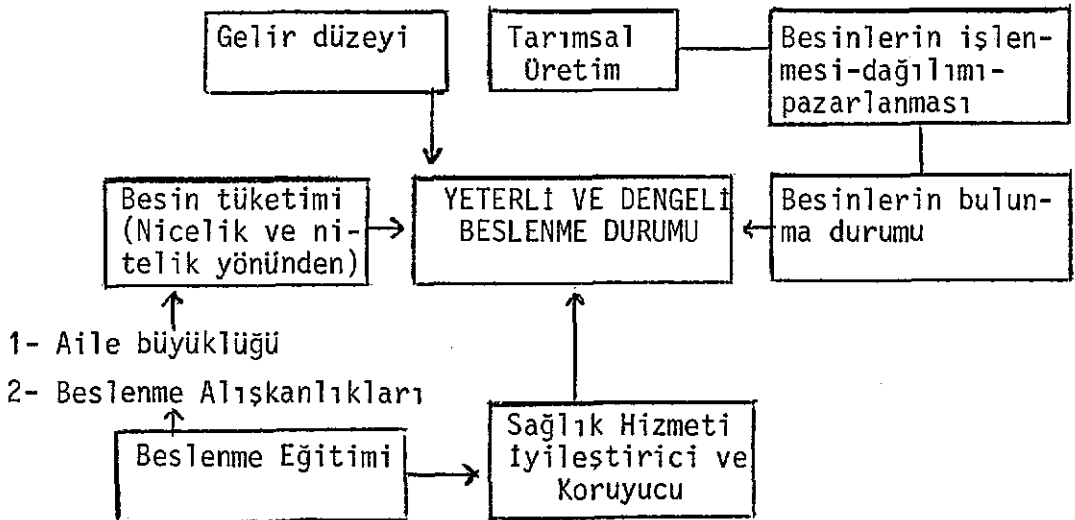 Gelir düzeyi
Tarımsal
Üretim
Besinlerin işlen-
mesi-dağılımı-
pazarlanması
Besin tüketimi
(Nicelik ve ni-
telik yönünden)
YETERLİ VE DENGELİ
BESLENME DURUMU
Besinlerin bulun-
ma durumu
1- Aile büyüklüğü
2- Beslenme Alışkanlıkları
Beslenme Eğitimi
Sağlık Hizmeti
İyileştirici ve
Koruyucu